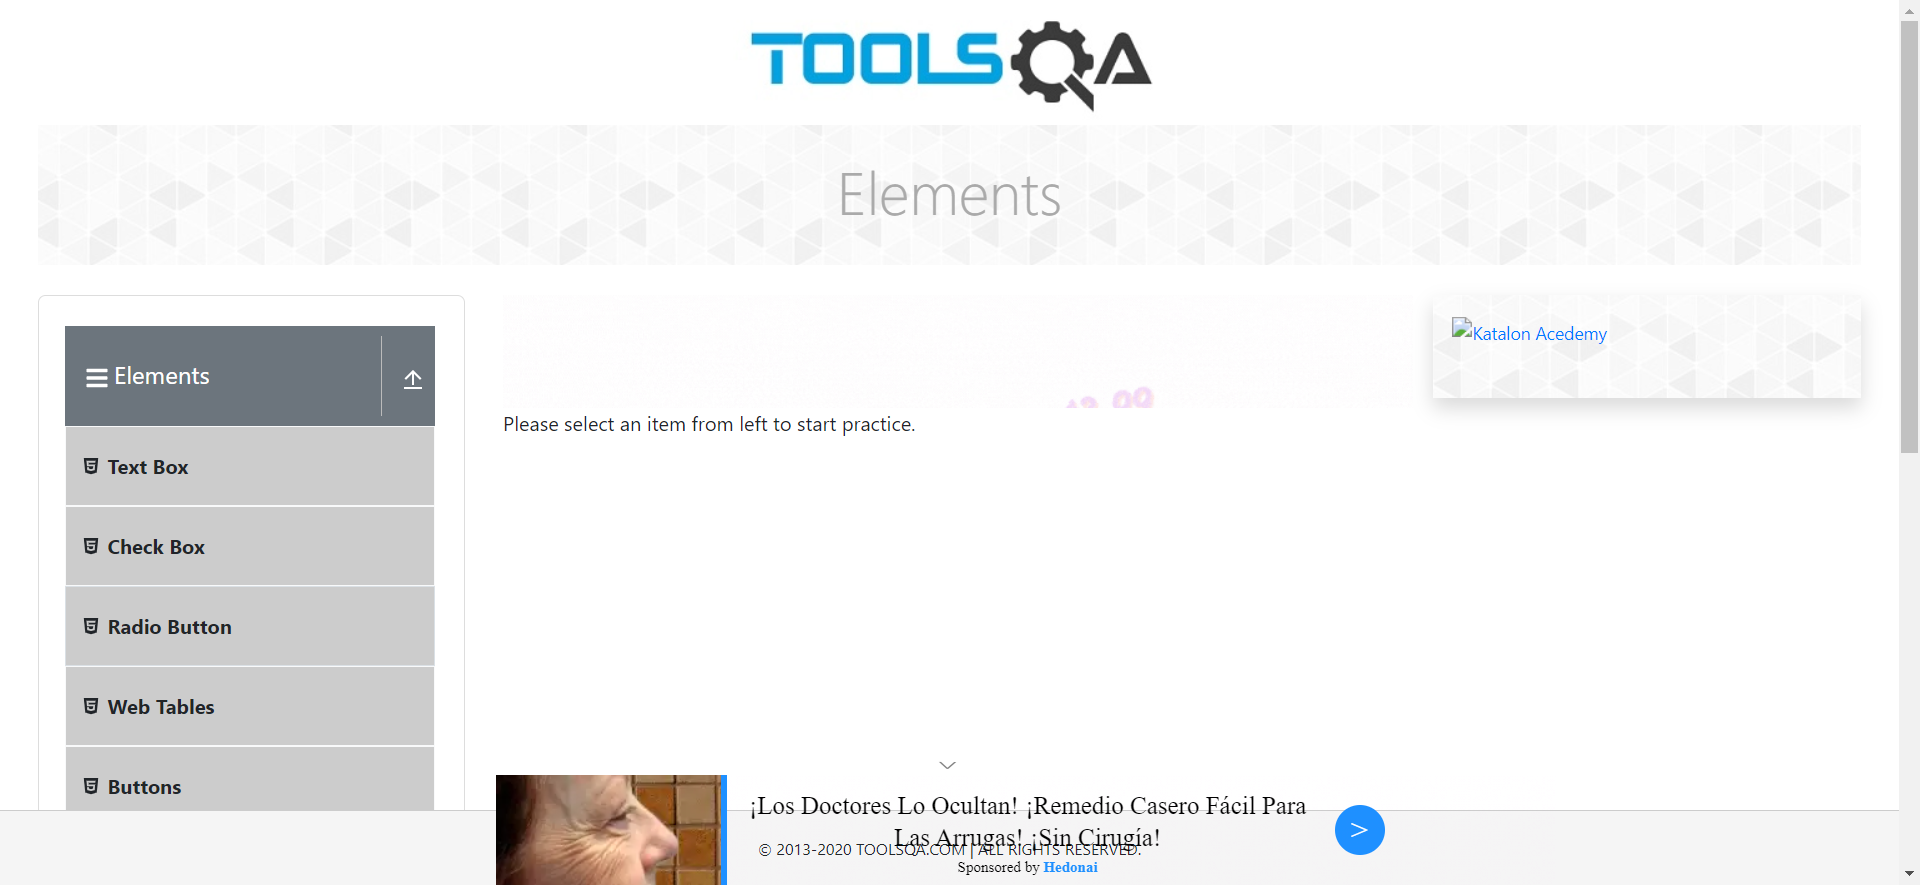 TOOLSQA
Elements
Elements
Text Box
Check Box
Radio Button
Web Tables
Buttons
Please select an item from left to start practice.
Katalon Acedemy
¡Los Doctores Lo Ocultan! ¡Remedio Casero Fácil Para
Las Arrugas! ¡Sin Cirugía!
© 2013-2020 TOOLSQA.COM | ALL RIGHTS RESERVED.
Sponsored by Hedonai
>